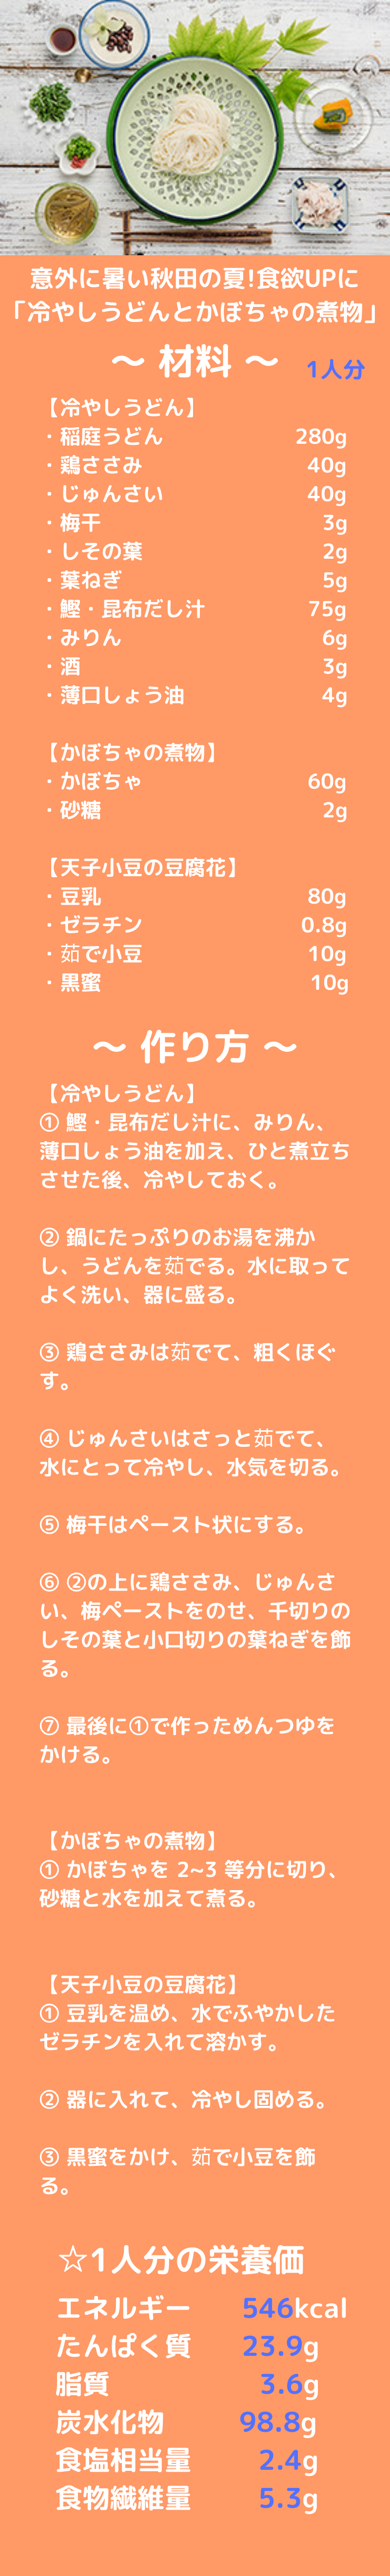 意外に暑い秋田の夏!食欲UPに
「冷やしうどんとかぼちゃの煮物」
～ 材料 ～ 1人分
【冷やしうどん】
・稲庭うどん 280g
・鶏ささみ 40g
・じゅんさい 40g
・梅干 3g
・しその葉 2g
・葉ねぎ 5g
・鰹・昆布だし汁 75g
・みりん 6g
・酒 3g
・薄口しょう油 4g
【かぼちゃの煮物】
・かぼちゃ 60g
・砂糖 2g
【天子小豆の豆腐花】
・豆乳 80g
・ゼラチン 0.8g
・茹で小豆 10g
・黒蜜 10g
～ 作り方 ～
【冷やしうどん】
① 鰹・昆布だし汁に、みりん、
薄口しょう油を加え、ひと煮立ち
させた後、冷やしておく。
② 鍋にたっぷりのお湯を沸か
し、うどんを茹でる。水に取って
よく洗い、器に盛る。
③ 鶏ささみは茹でて、粗くほぐ
す。
④ じゅんさいはさっと茹でて、
水にとって冷やし、水気を切る。
⑤ 梅干はペースト状にする。
⑥ ②の上に鶏ささみ、じゅんさ
い、梅ペーストをのせ、千切りの
しその葉と小口切りの葉ねぎを飾
る。
⑦ 最後に①で作っためんつゆを
かける。
【かぼちゃの煮物】
① かぼちゃを 2~3 等分に切り、
砂糖と水を加えて煮る。
【天子小豆の豆腐花】
① 豆乳を温め、水でふやかした
ゼラチンを入れて溶かす。
② 器に入れて、冷やし固める。
③ 黒蜜をかけ、茹で小豆を飾
る。
☆1人分の栄養価
エネルギー 546kcal
たんぱく質 23.9g
脂質 3.6g
炭水化物 98.8g
食塩相当量 2.4g
食物繊維量 5.3g